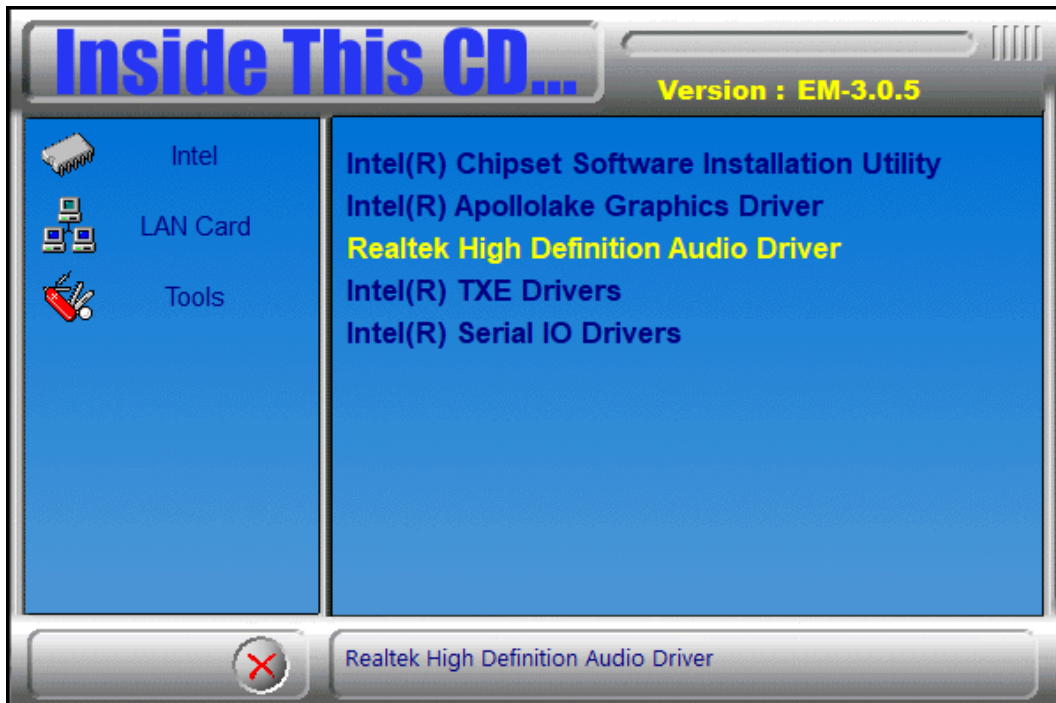 Inside This CD...
Version : EM-3.0.5
Intel
LAN Card
Tools
Intel(R) Chipset Software Installation Utility
Intel(R) Apollolake Graphics Driver
Realtek High Definition Audio Driver
Intel(R) TXE Drivers
Intel(R) Serial IO Drivers
Realtek High Definition Audio Driver